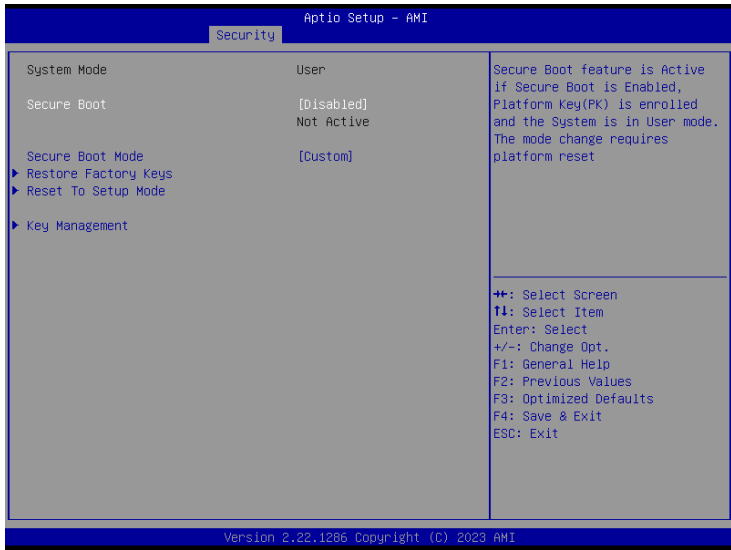 Aptio Setup – AMI
Security
System Mode User
Secure Boot [Disabled]
Not Active
Secure Boot Mode [Custom]
Restore Factory Keys
Reset To Setup Mode
Key Management
Secure Boot feature is Active
if Secure Boot is Enabled,
Platform Key(PK) is enrolled
and the System is in User mode.
The mode change requires
platform reset
→←: Select Screen
↑↓: Select Item
Enter: Select
+/-: Change Opt.
F1: General Help
F2: Previous Values
F3: Optimized Defaults
F4: Save & Exit
ESC: Exit
Version 2.22.1286 Copyright (C) 2023 AMI